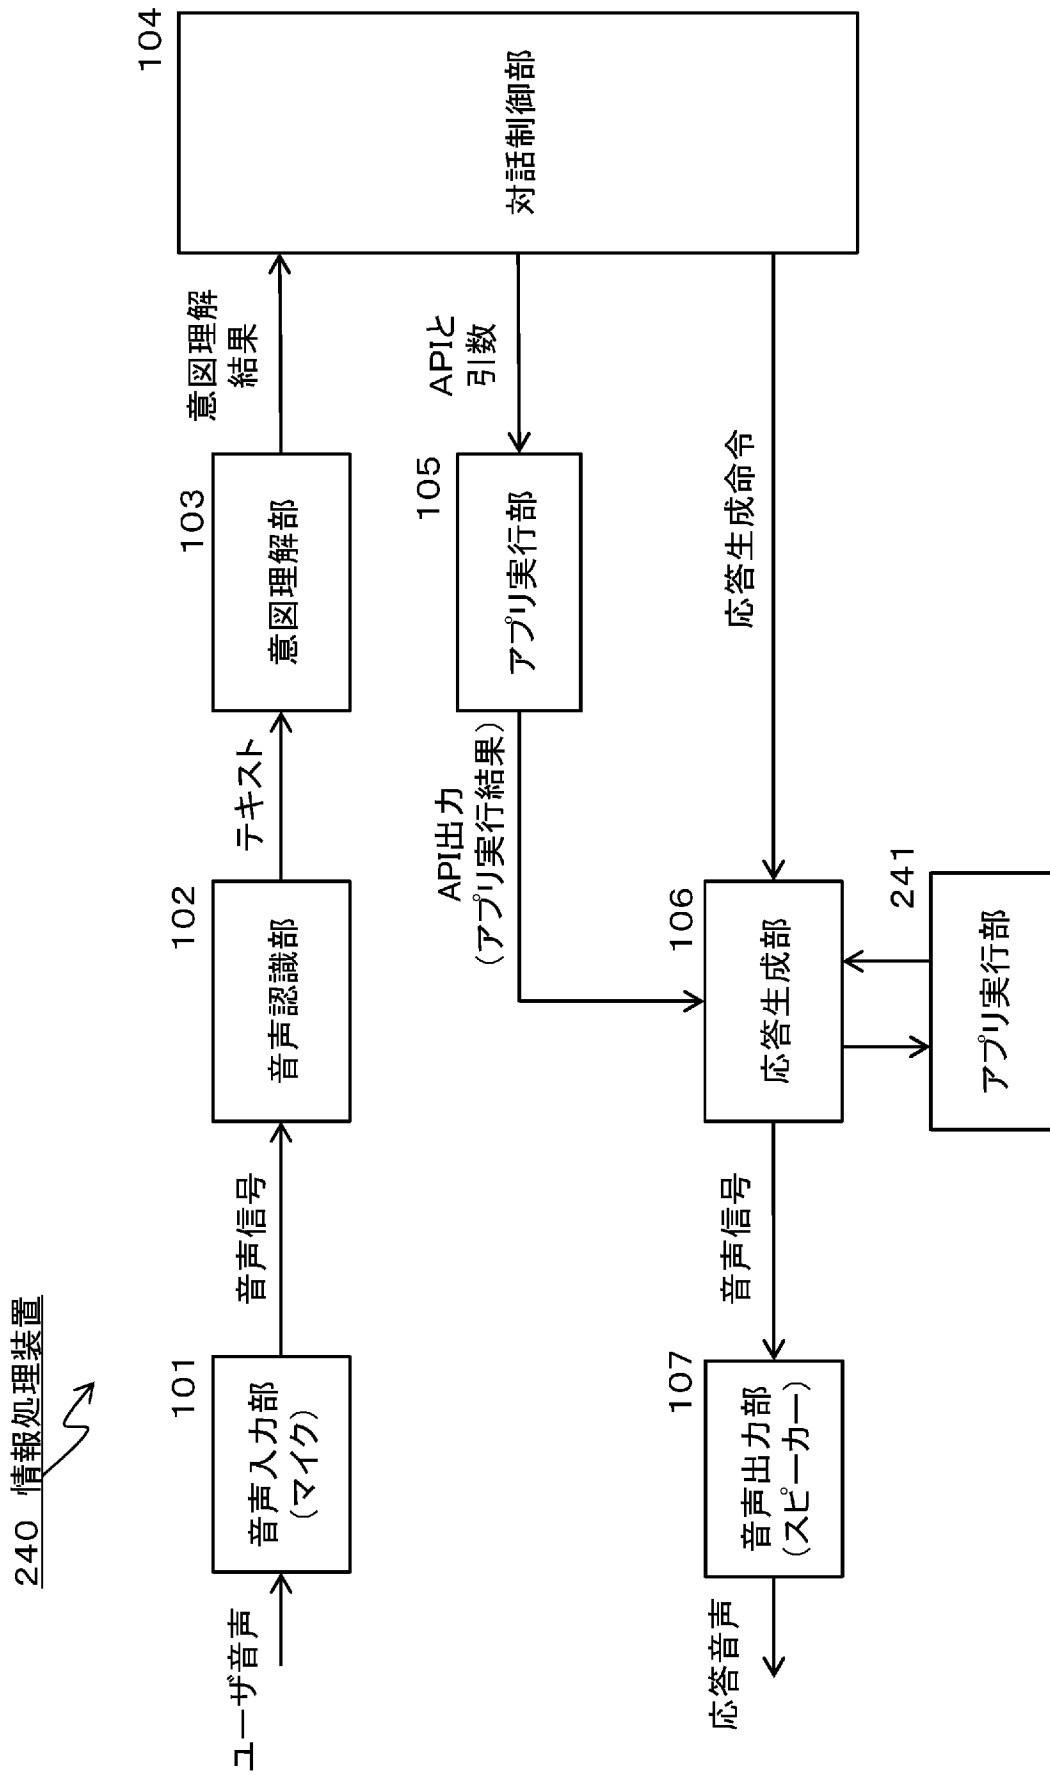 240 情報処理装置
ユーザ音声
101
音声入力部
(マイク)
音声信号
102
音声認識部
テキスト
103
意図理解部
意図理解
結果
104
対話制御部
APIと
引数
105
アプリ実行部
API出力
(アプリ実行結果)
応答生成命令
106
応答生成部
241
アプリ実行部
音声信号
107
音声出力部
(スピーカー)
応答音声